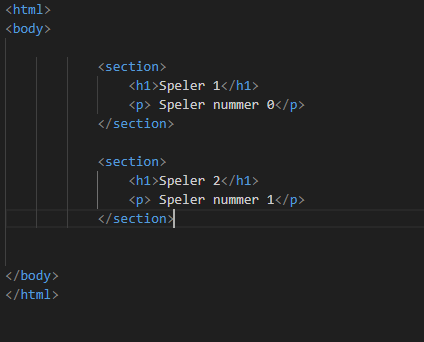 <html>
<body>
<section>
<h1>Speler 1</h1>
<p> Speler nummer 0</p>
</section>
<section>
<h1>Speler 2</h1>
<p> Speler nummer 1</p>
</section>
</body>
</html>